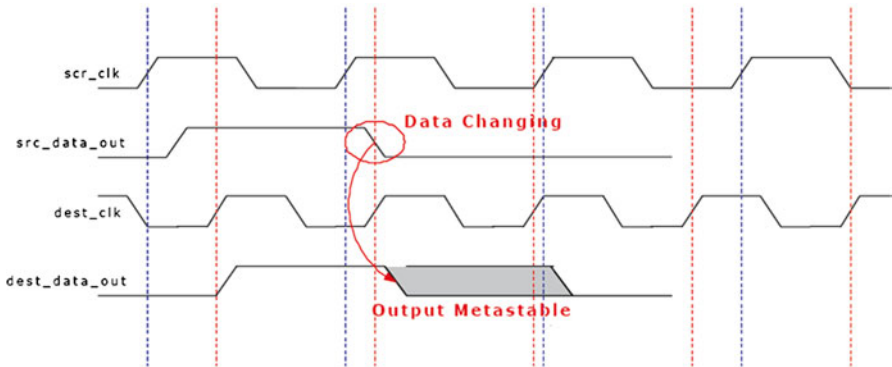 scr_clk
Data Changing
src_data_out
dest_clk
dest_data_out
Output Metastable